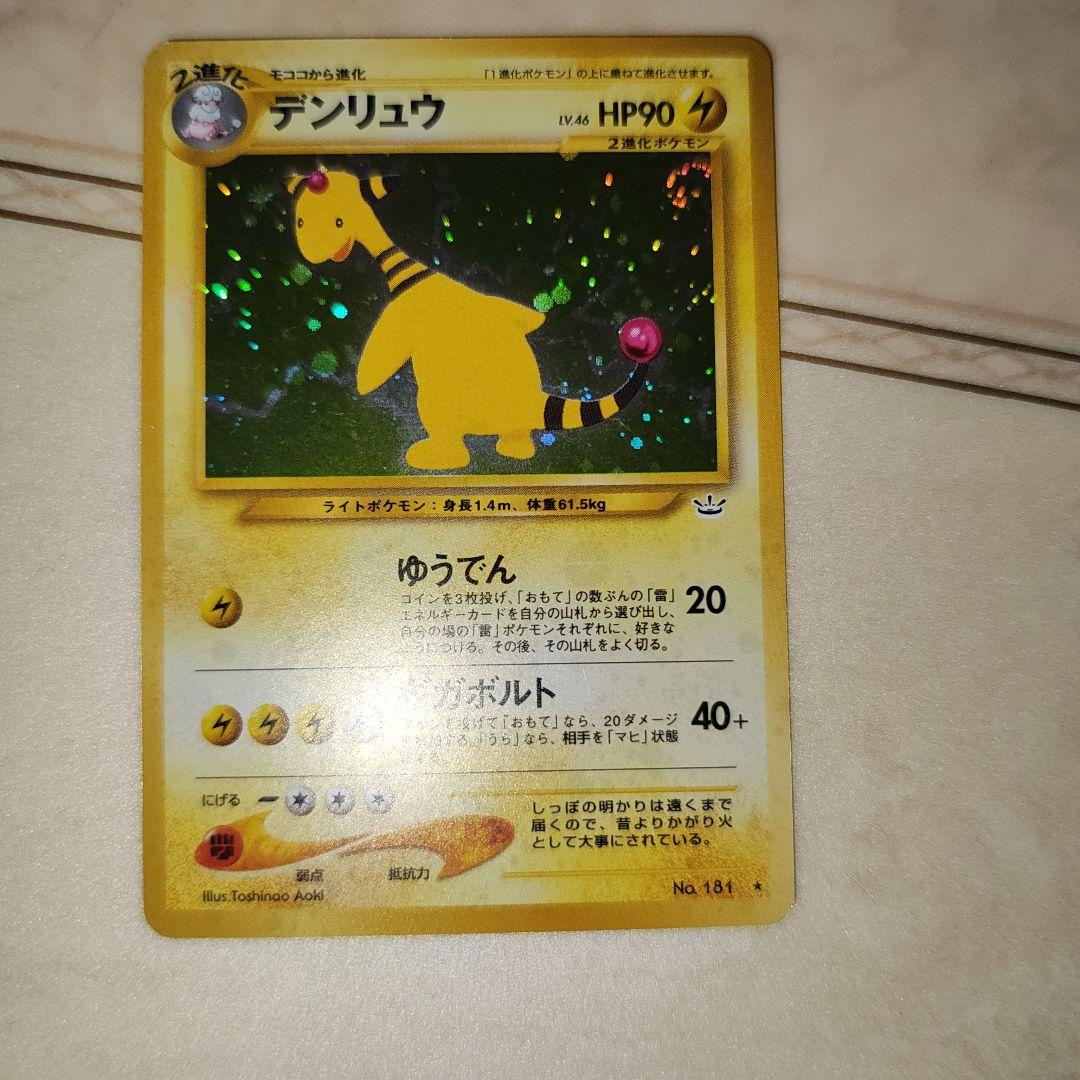 2進化
モココから進化
「1進化ポケモン」の上に重ねて進化させます。
デンリュウ
LV.46 HP90
2進化ポケモン
ライトポケモン：身長1.4m、体重61.5kg
ゆうでん
コインを3枚投げ、「おもて」の数ぶんの「雷」
エネルギーカードを自分の山札から選び出し、
自分の場の「雷」ポケモンそれぞれに、好きな
ようにつける。その後、その山札をよく切る。
20
ギガボルト
を投げて「おもて」なら、20ダメージ
「うら」なら、相手を「マヒ」状態
40+
にげる
弱点
抵抗力
しっぽの明かりは遠くまで
届くので、昔よりかがり火
として大事にされている。
Illus.Toshinao Aoki
No. 181